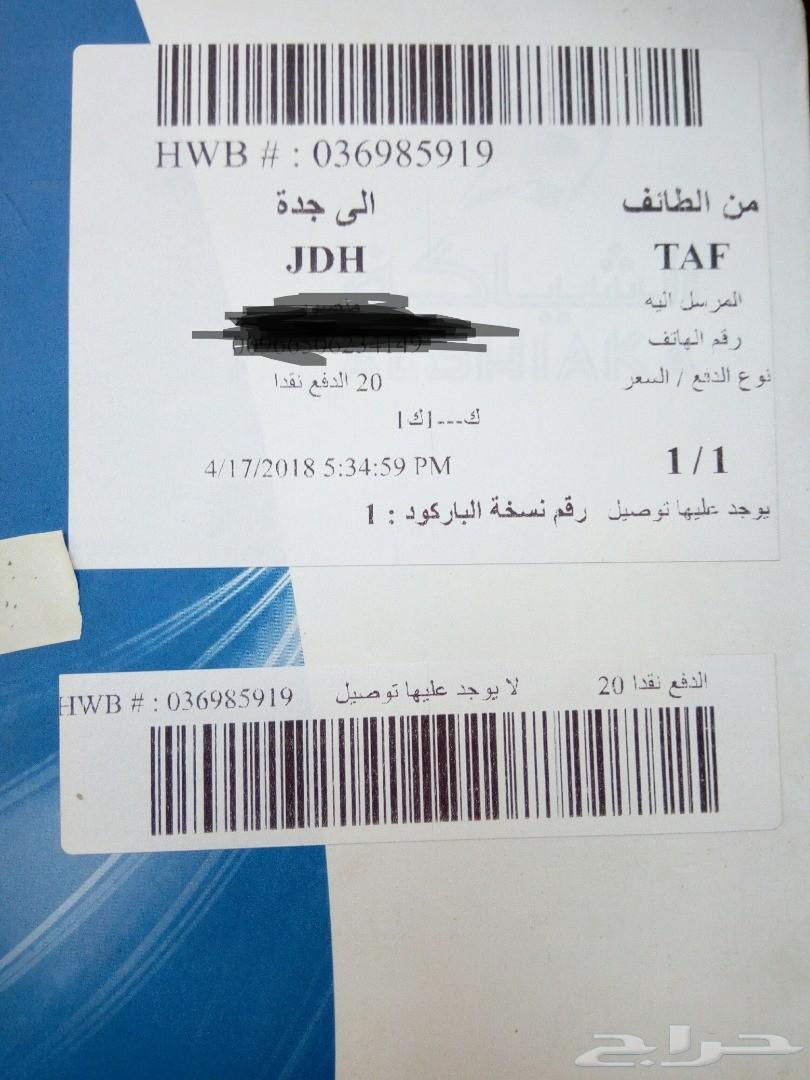 HWB # : 036985919
من الطائف الى جدة
TAF JDH
المرسل اليه
رقم الهاتف
نوع الدفع / السعر 20 الدفع نقدا
ك---1ك1
1 / 1 4/17/2018 5:34:59 PM
يوجد عليها توصيل رقم نسخة الباركود : 1
الدفع نقدا 20 لا يوجد عليها توصيل HWB # : 036985919
حراج